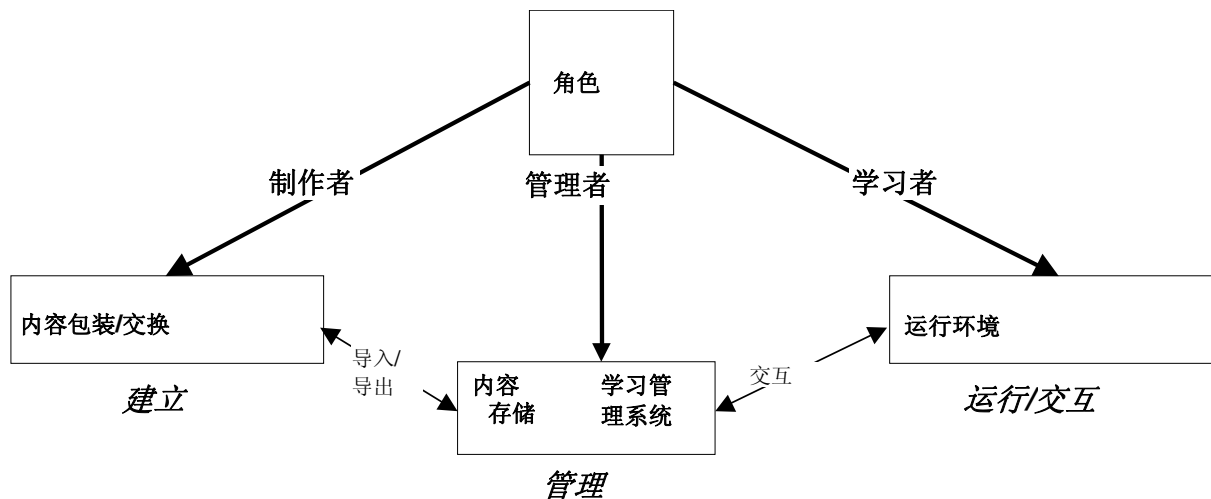 角色
制作者
管理者
学习者
内容包装/交换
导入/
导出
内容
存储
学习管
理系统
交互
运行环境
建立
管理
运行/交互